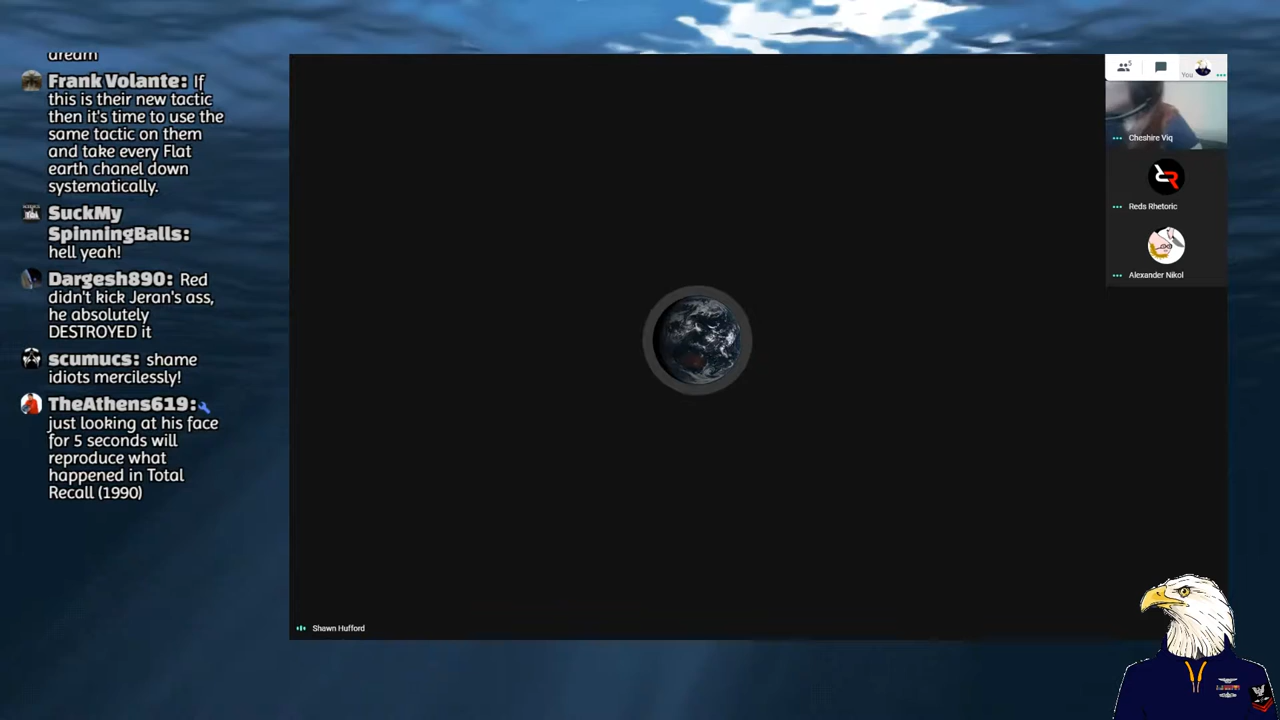 dream
Frank Volante: If
this is their new tactic
then it's time to use the
same tactic on them
and take every Flat
earth chanel down
systematically.
SuckMy
SpinningBalls:
hell yeah!
Dargesh890: Red
didn't kick Jeran's ass,
he absolutely
DESTROYED it
scumucs: shame
idiots mercilessly!
TheAthens619:
just looking at his face
for 5 seconds will
reproduce what
happened in Total
Recall (1990)
5
You
Cheshire Viq
Reds Rhetoric
Alexander Nikol
Shawn Hufford